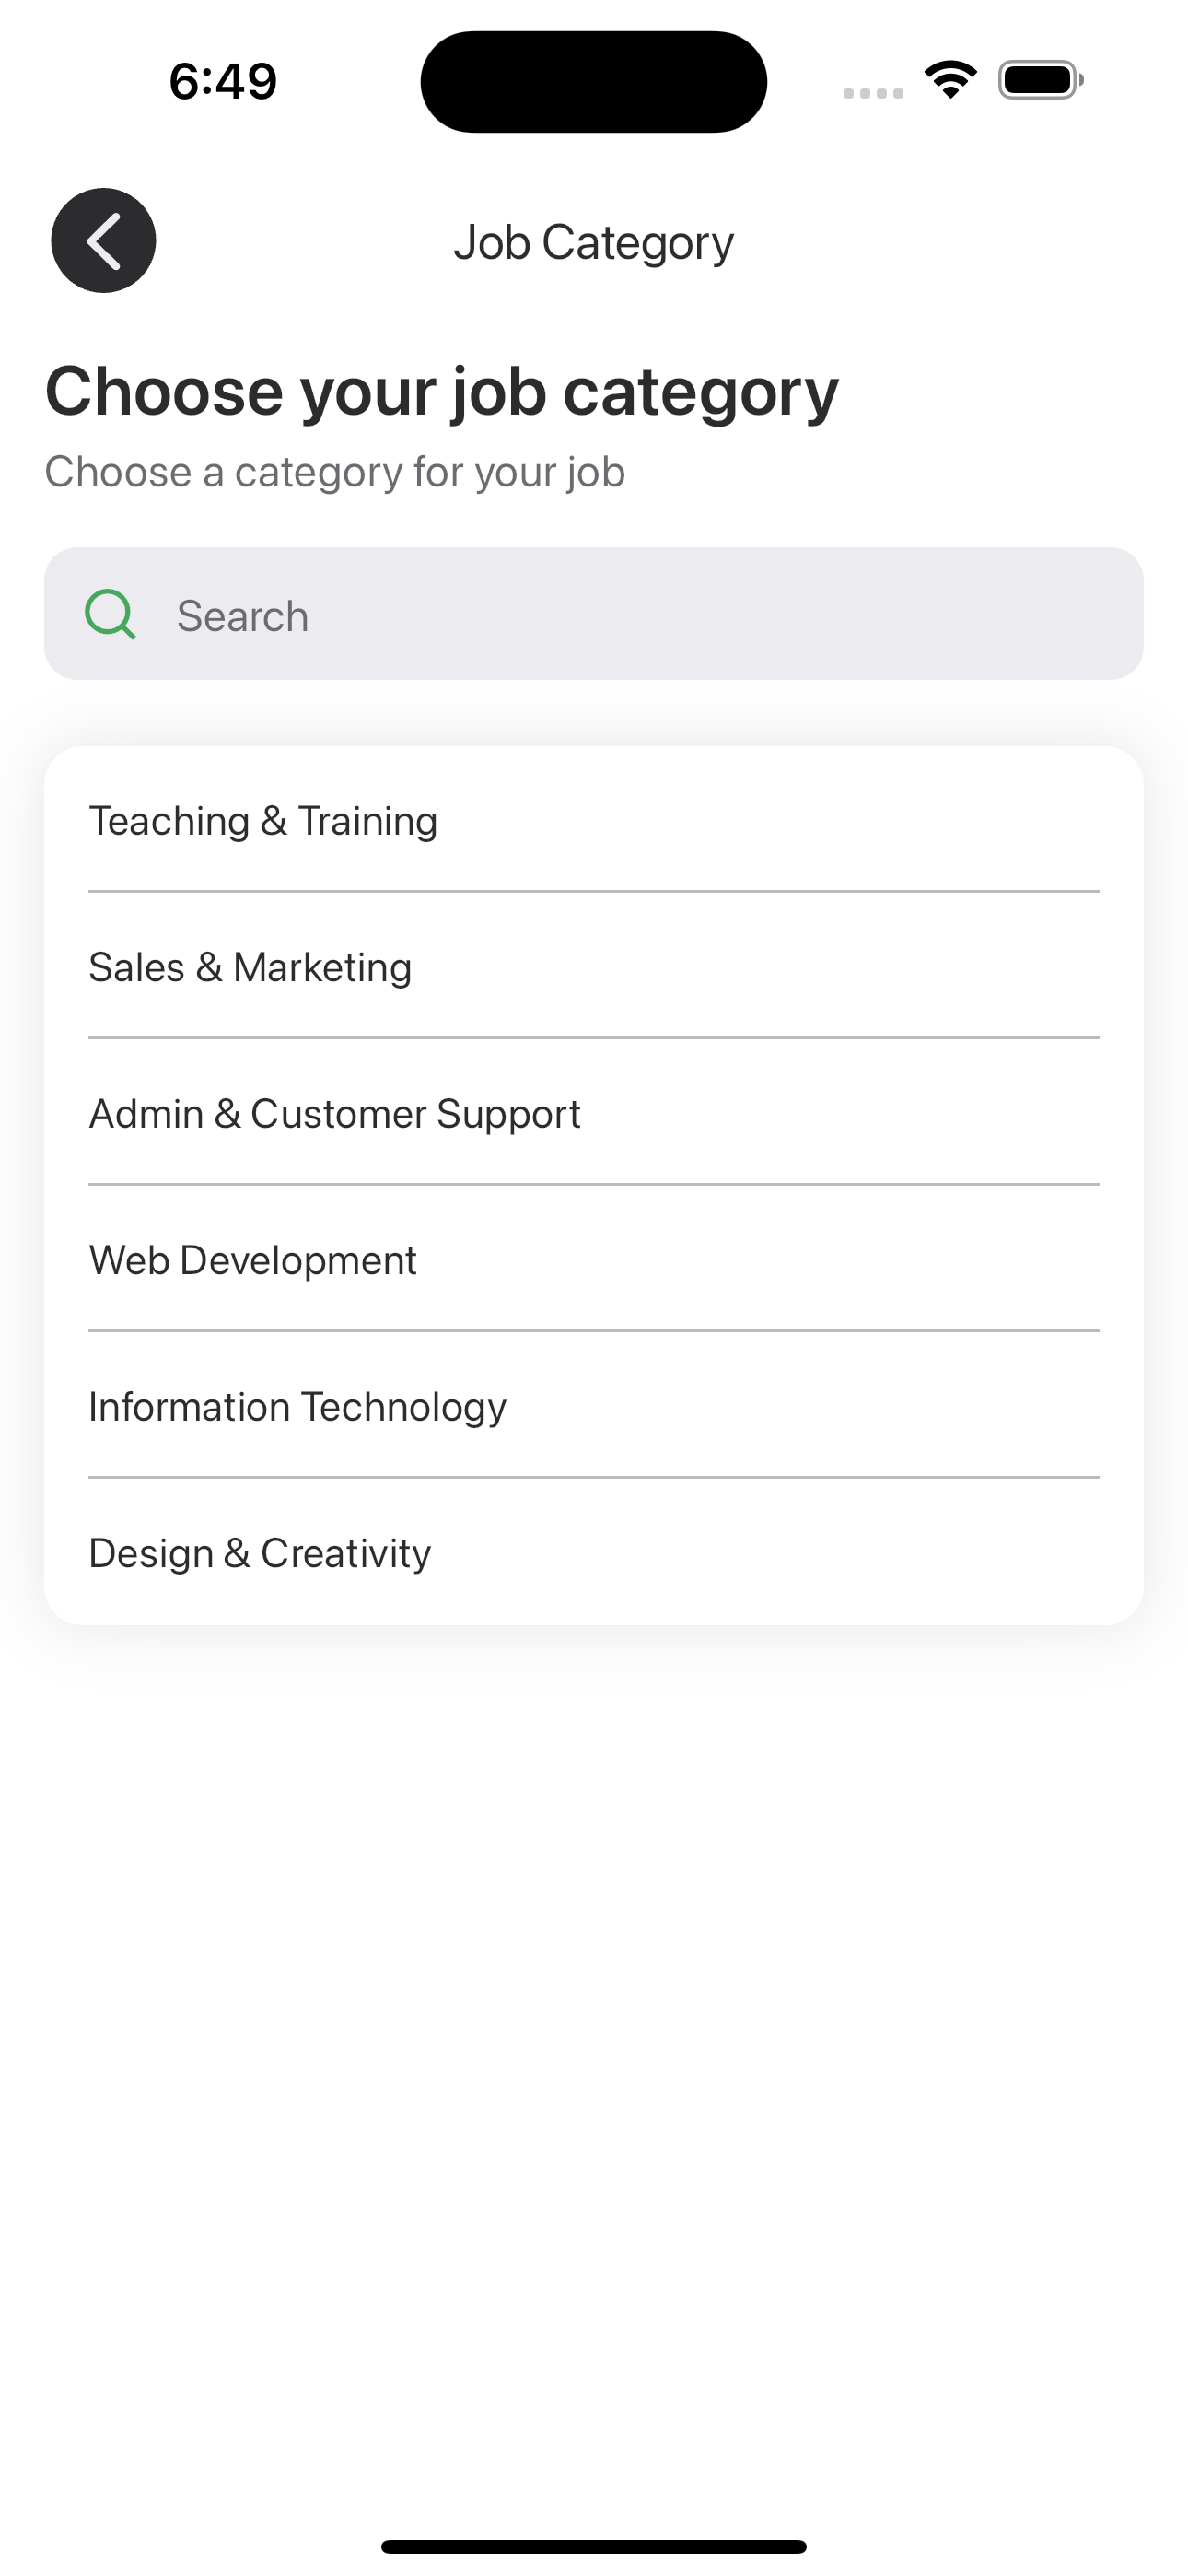 6:49
Job Category
Choose your job category
Choose a category for your job
Search
Teaching & Training
Sales & Marketing
Admin & Customer Support
Web Development
Information Technology
Design & Creativity